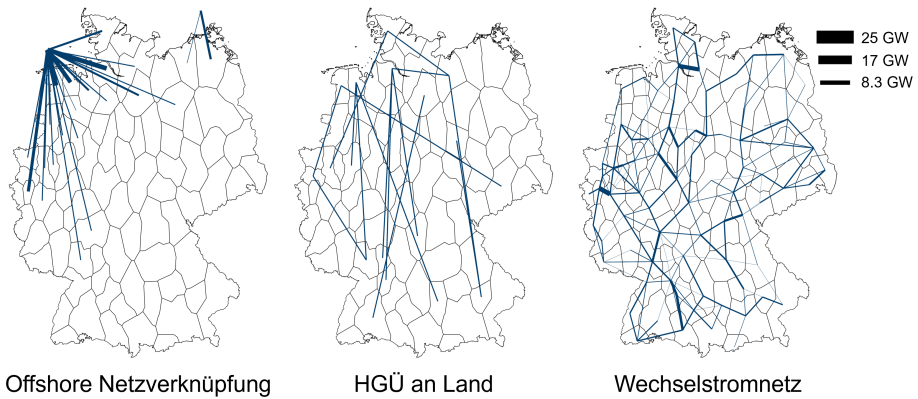 25 GW
17 GW
8.3 GW
Offshore Netzverknüpfung
HGÜ an Land
Wechselstromnetz